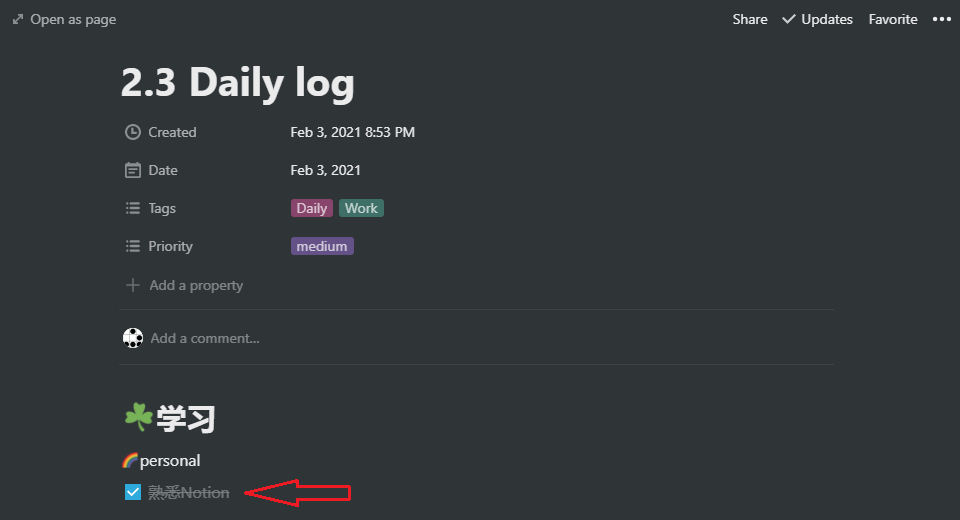 Open as page Share Updates Favorite
2.3 Daily log
Created Feb 3, 2021 8:53 PM
Date Feb 3, 2021
Tags Daily Work
Priority medium
Add a property
Add a comment...
学习
personal
熟悉Notion